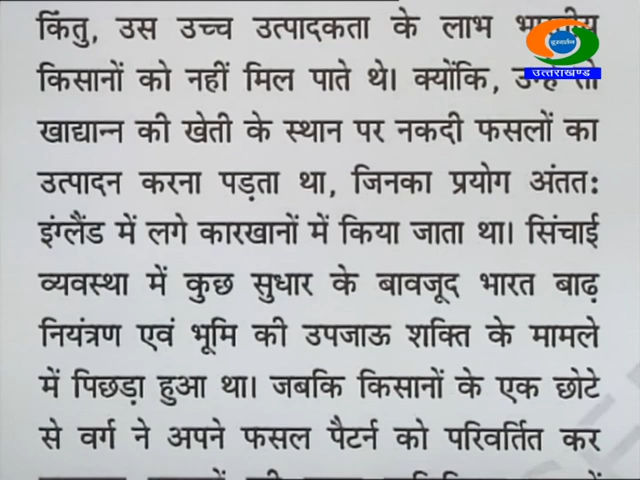 किंतु, उस उच्च उत्पादकता के लाभ
किसानों को नहीं मिल पाते थे। क्योंकि,
खाद्यान्न की खेती के स्थान पर नकदी फसलों का
उत्पादन करना पड़ता था, जिनका प्रयोग अंततः
इंग्लैंड में लगे कारखानों में किया जाता था। सिंचाई
व्यवस्था में कुछ सुधार के बावजूद भारत बाढ़
नियंत्रण एवं भूमि की उपजाऊ शक्ति के मामले
में पिछड़ा हुआ था। जबकि किसानों के एक छोटे
से वर्ग ने अपने फसल पैटर्न को परिवर्तित कर
दूरदर्शन
उत्तराखण्ड